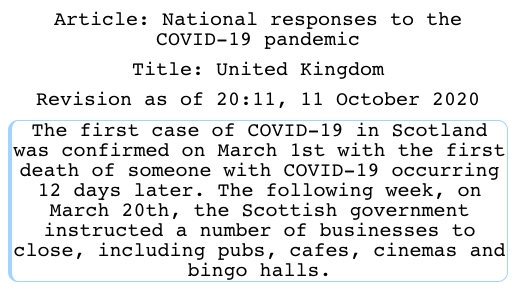 Article: National responses to the
COVID-19 pandemic
Title: United Kingdom
Revision as of 20:11, 11 October 2020
The first case of COVID-19 in Scotland
was confirmed on March 1st with the first
death of someone with COVID-19 occurring
12 days later. The following week, on
March 20th, the Scottish government
instructed a number of businesses to
close, including pubs, cafes, cinemas and
bingo halls.